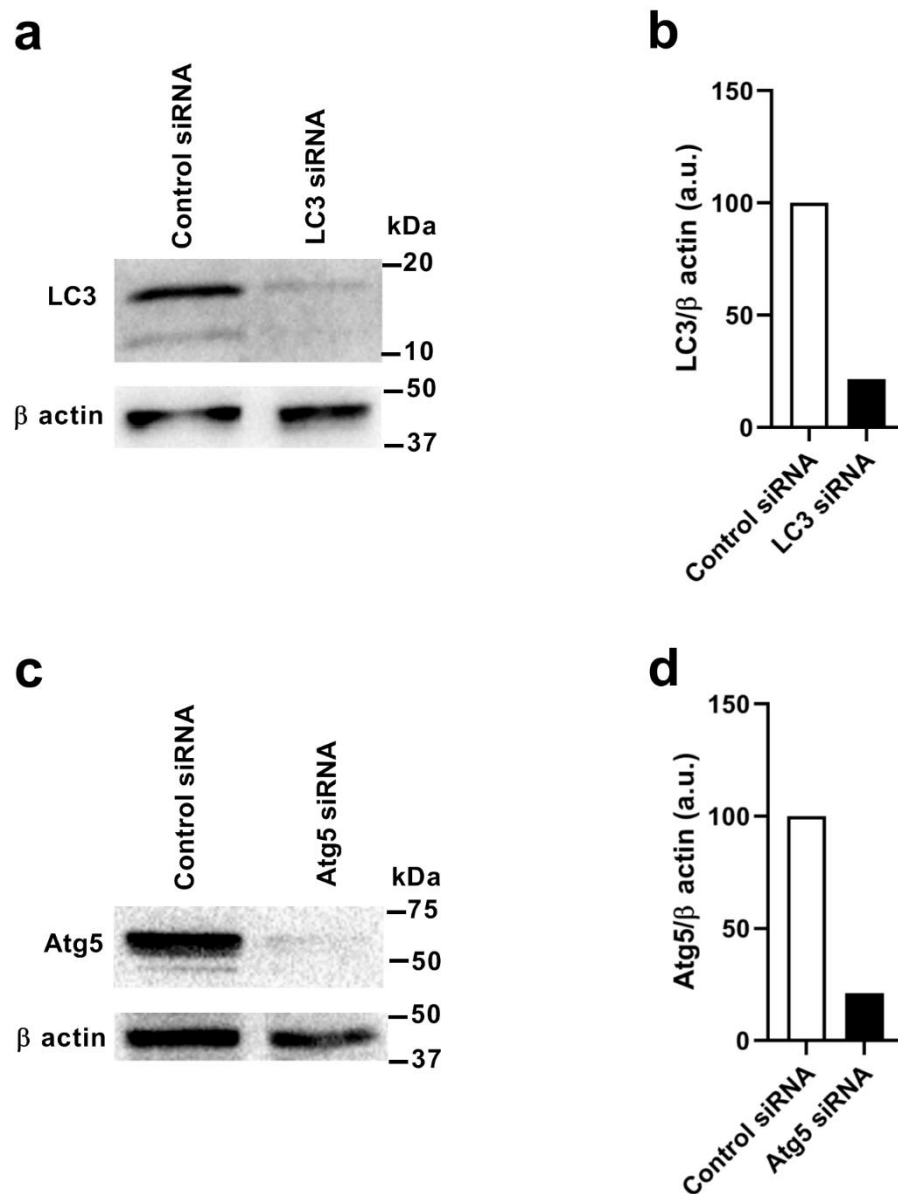 a
Control siRNA
LC3 siRNA
kDa
LC3
20
10
β actin
50
37
b
LC3/β actin (a.u.)
150
100
50
0
Control siRNA
LC3 siRNA
c
Control siRNA
Atg5 siRNA
kDa
Atg5
75
50
β actin
50
37
d
Atg5/β actin (a.u.)
150
100
50
0
Control siRNA
Atg5 siRNA